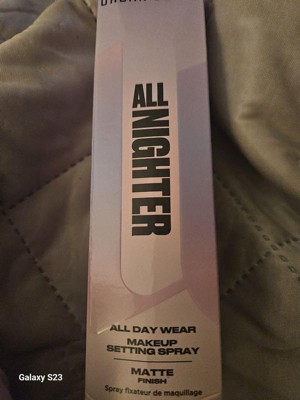 ALL
NIGHTER
ALL DAY WEAR
MAKEUP
SETTING SPRAY
MATTE
FINISH
Spray fixateur de maquillage
Galaxy S23